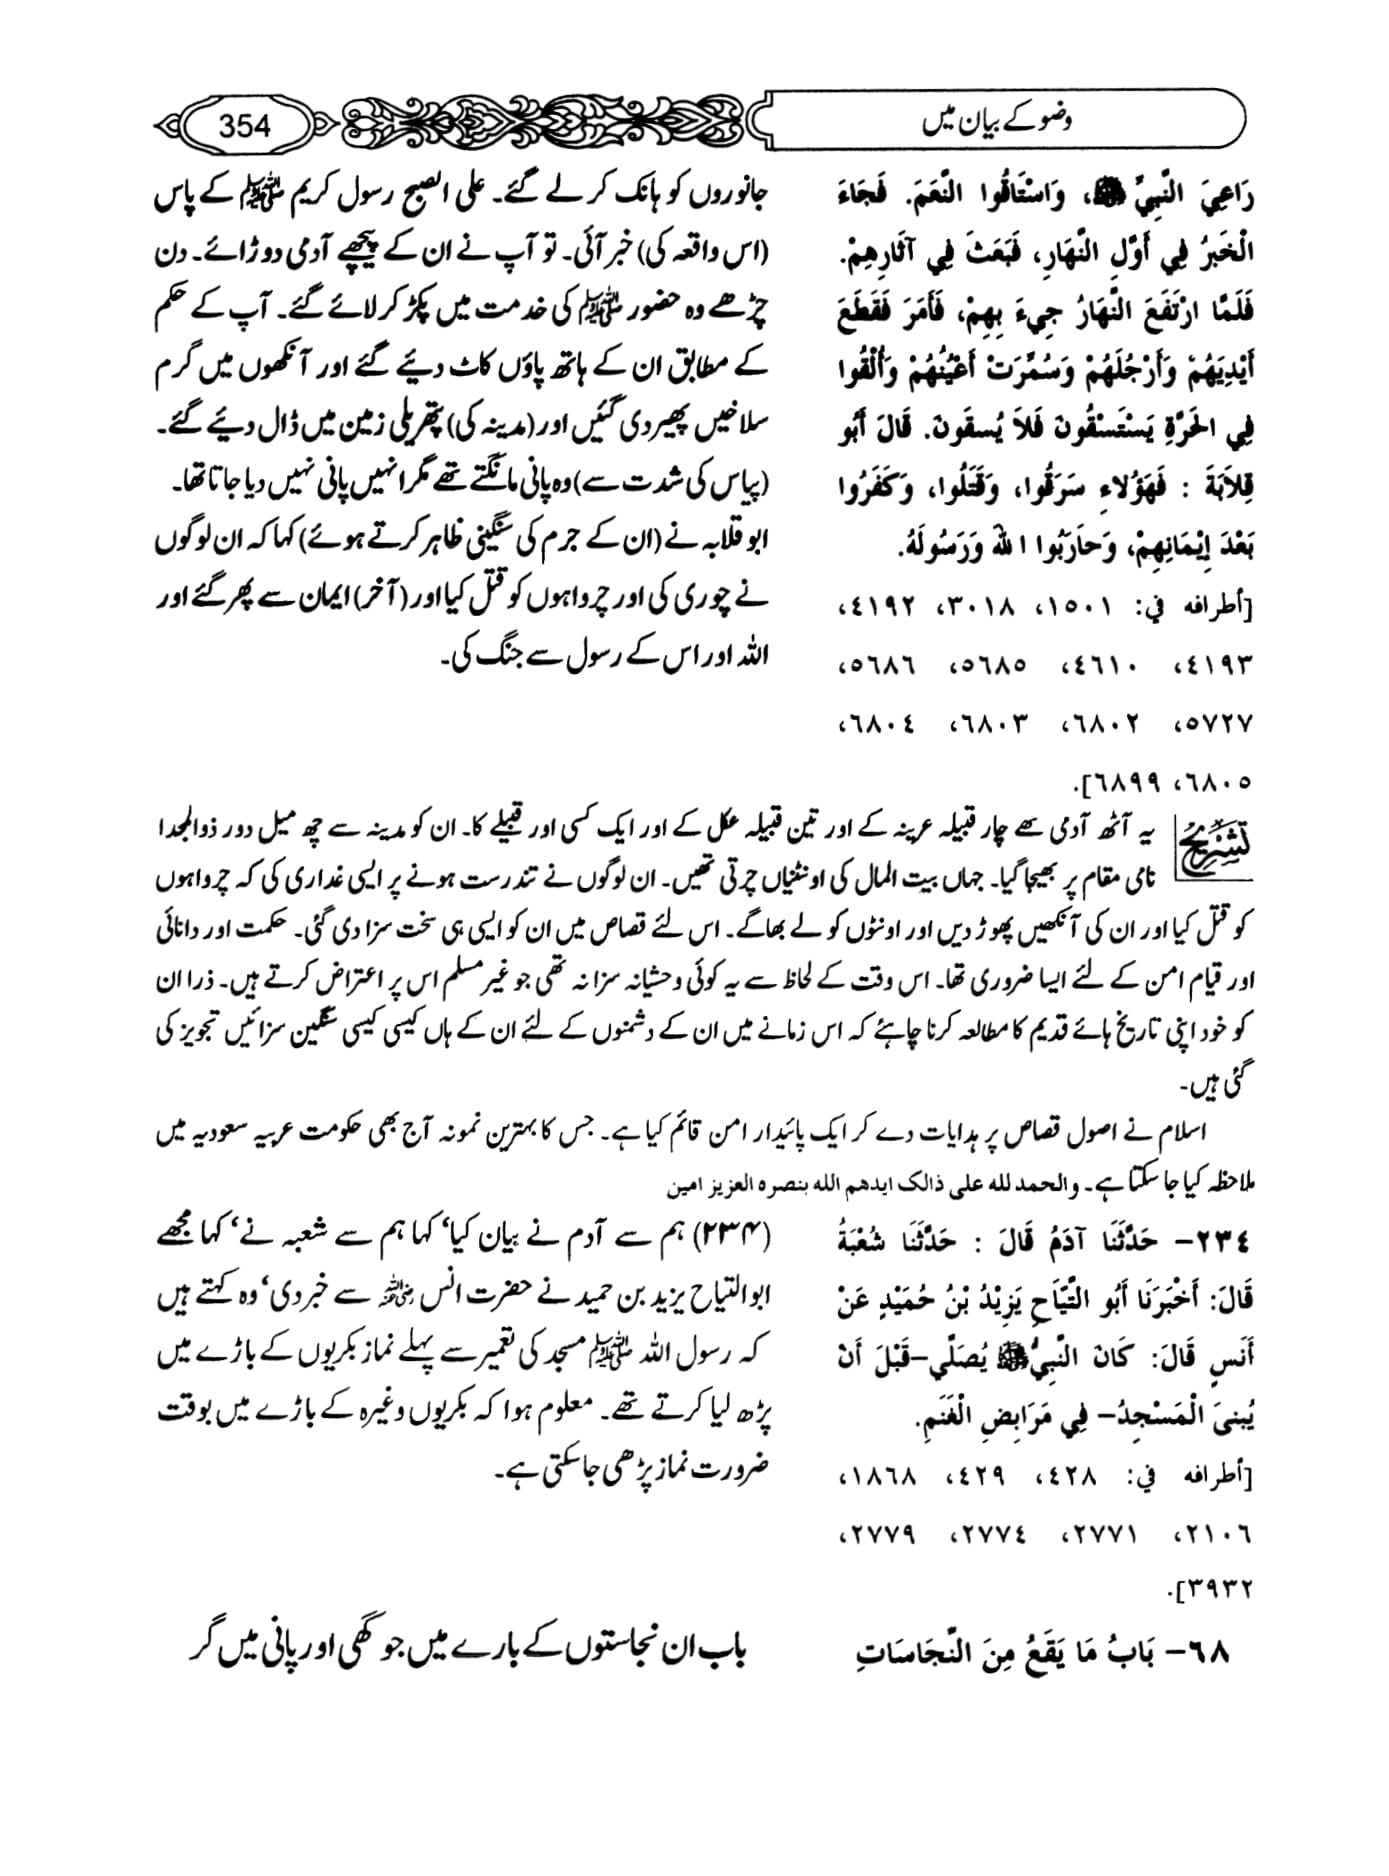 وضو کے بیان میں
354
رَاعِيَ النَّبِيِّ ﷺ، وَاسْتَاقُوا النَّعَمَ. فَجَاءَ
الْخَبَرُ فِي أَوَّلِ النَّهَارِ، فَبَعَثَ فِي آثَارِهِمْ.
فَلَمَّا ارْتَفَعَ النَّهَارُ جِيءَ بِهِمْ، فَأَمَرَ فَقَطَعَ
أَيْدِيَهُمْ وَأَرْجُلَهُمْ وَسُمِّرَتْ أَعْيُنُهُمْ وَأُلْقُوا
فِي الحَرَّةِ يَسْتَسْقُونَ فَلاَ يُسقَونَ. قَالَ أَبُو
قِلاَبَةَ : فَهَؤُلاَءِ سَرَقُوا، وَقَتَلُوا، وَكَفَرُوا
بَعْدَ إِيْمَانِهِمْ، وَحَارَبُوا اللهَ وَرَسُولَهُ.
[أطرافه في: ١٥٠١، ٣٠١٨، ٤١٩٢،
٤١٩٣، ٤٦١٠، ٥٦٨٥، ٥٦٨٦،
٥٧٢٧، ٦٨٠٢، ٦٨٠٣، ٦٨٠٤،
٦٨٠٥، ٦٨٩٩].
جانوروں کو ہانک کر لے گئے۔ علی الصبح رسول کریم ﷺ کے پاس
(اس واقعہ کی) خبر آئی۔ تو آپ نے ان کے پیچھے آدمی دوڑائے۔ دن
چڑھے وہ حضور ﷺ کی خدمت میں پکڑ کر لائے گئے۔ آپ کے حکم
کے مطابق ان کے ہاتھ پاؤں کاٹ دیئے گئے اور آنکھوں میں گرم
سلاخیں پھیر دی گئیں اور (مدینہ کی) پتھریلی زمین میں ڈال دیئے گئے۔
(پیاس کی شدت سے) وہ پانی مانگتے تھے مگر انہیں پانی نہیں دیا جاتا تھا۔
ابو قلابہ نے (ان کے جرم کی سنگینی ظاہر کرتے ہوئے) کہا کہ ان لوگوں
نے چوری کی اور چرواہوں کو قتل کیا اور (آخر) ایمان سے پھر گئے اور
اللہ اور اس کے رسول سے جنگ کی۔
تشریح یہ آٹھ آدمی تھے چار قبیلہ عرینہ کے اور تین قبیلہ عکل کے اور ایک کسی اور قبیلے کا۔ ان کو مدینہ سے چھ میل دور ذوالمجدا
نامی مقام پر بھیجا گیا۔ جہاں بیت المال کی اونٹنیاں چرتی تھیں۔ ان لوگوں نے تندرست ہونے پر ایسی غداری کی کہ چرواہوں
کو قتل کیا اور ان کی آنکھیں پھوڑ دیں اور اونٹوں کو لے بھاگے۔ اس لئے قصاص میں ان کو ایسی ہی سخت سزا دی گئی۔ حکمت اور دانائی
اور قیام امن کے لئے ایسا ضروری تھا۔ اس وقت کے لحاظ سے یہ کوئی وحشیانہ سزا نہ تھی جو غیر مسلم اس پر اعتراض کرتے ہیں۔ ذرا ان
کو خود اپنی تاریخ ہائے قدیم کا مطالعہ کرنا چاہئے کہ اس زمانے میں ان کے دشمنوں کے لئے ان کے ہاں کیسی کیسی سنگین سزائیں تجویز کی
گئی ہیں۔
اسلام نے اصول قصاص پر ہدایات دے کر ایک پائیدار امن قائم کیا ہے۔ جس کا بہترین نمونہ آج بھی حکومت عربیہ سعودیہ میں
ملاحظہ کیا جا سکتا ہے۔ والحمد لله على ذالک ایدھم الله بنصره العزیز امین
٢٣٤– حَدَّثَنَا آدَمُ قَالَ : حَدَّثَنَا شُعْبَةُ
قَالَ: أَخْبَرَنَا أَبُو التَّيَّاحِ يَزِيْدُ بْنُ حُمَيْدٍ عَنْ
أَنَسٍ قَالَ: كَانَ النَّبِيُّ ﷺ يُصَلِّي–قَبْلَ أَنْ
يُبْنَى الْمَسْجِدُ– فِي مَرَابِضِ الْغَنَمِ.
[أطرافه في: ٤٢٨، ٤٢٩، ١٨٦٨،
٢١٠٦، ٢٧٧١، ٢٧٧٤، ٢٧٧٩،
٣٩٣٢].
(۲۳۴) ہم سے آدم نے بیان کیا‘ کہا ہم سے شعبہ نے‘ کہا مجھے
ابوالتیاح یزید بن حمید نے حضرت انس رضی اللہ عنہ سے خبر دی‘ وہ کہتے ہیں
کہ رسول اللہ ﷺ مسجد کی تعمیر سے پہلے نماز بکریوں کے باڑے میں
پڑھ لیا کرتے تھے۔ معلوم ہوا کہ بکریوں وغیرہ کے باڑے میں بوقت
ضرورت نماز پڑھی جا سکتی ہے۔
٦٨– بَابُ مَا يَقَعُ مِنَ النَّجَاسَاتِ
باب ان نجاستوں کے بارے میں جو گھی اور پانی میں گر